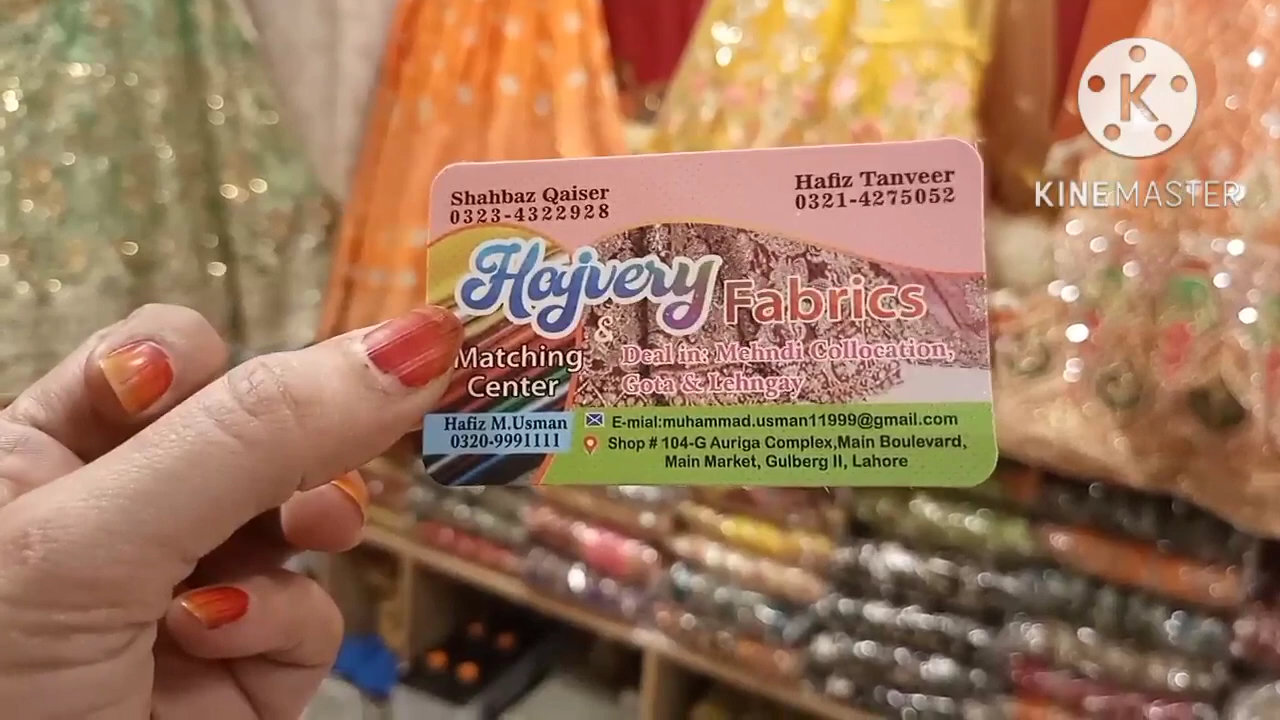 Shahbaz Qaiser
0323-4322928
Hafiz Tanveer
0321-4275052
Hajvery Fabrics
&
Matching
Center
Deal in: Mehndi Collocation,
Gota & Lehngay
Hafiz M.Usman
0320-9991111
E-mial:muhammad.usman11999@gmail.com
Shop # 104-G Auriga Complex,Main Boulevard,
Main Market, Gulberg II, Lahore
K
KINEMASTER